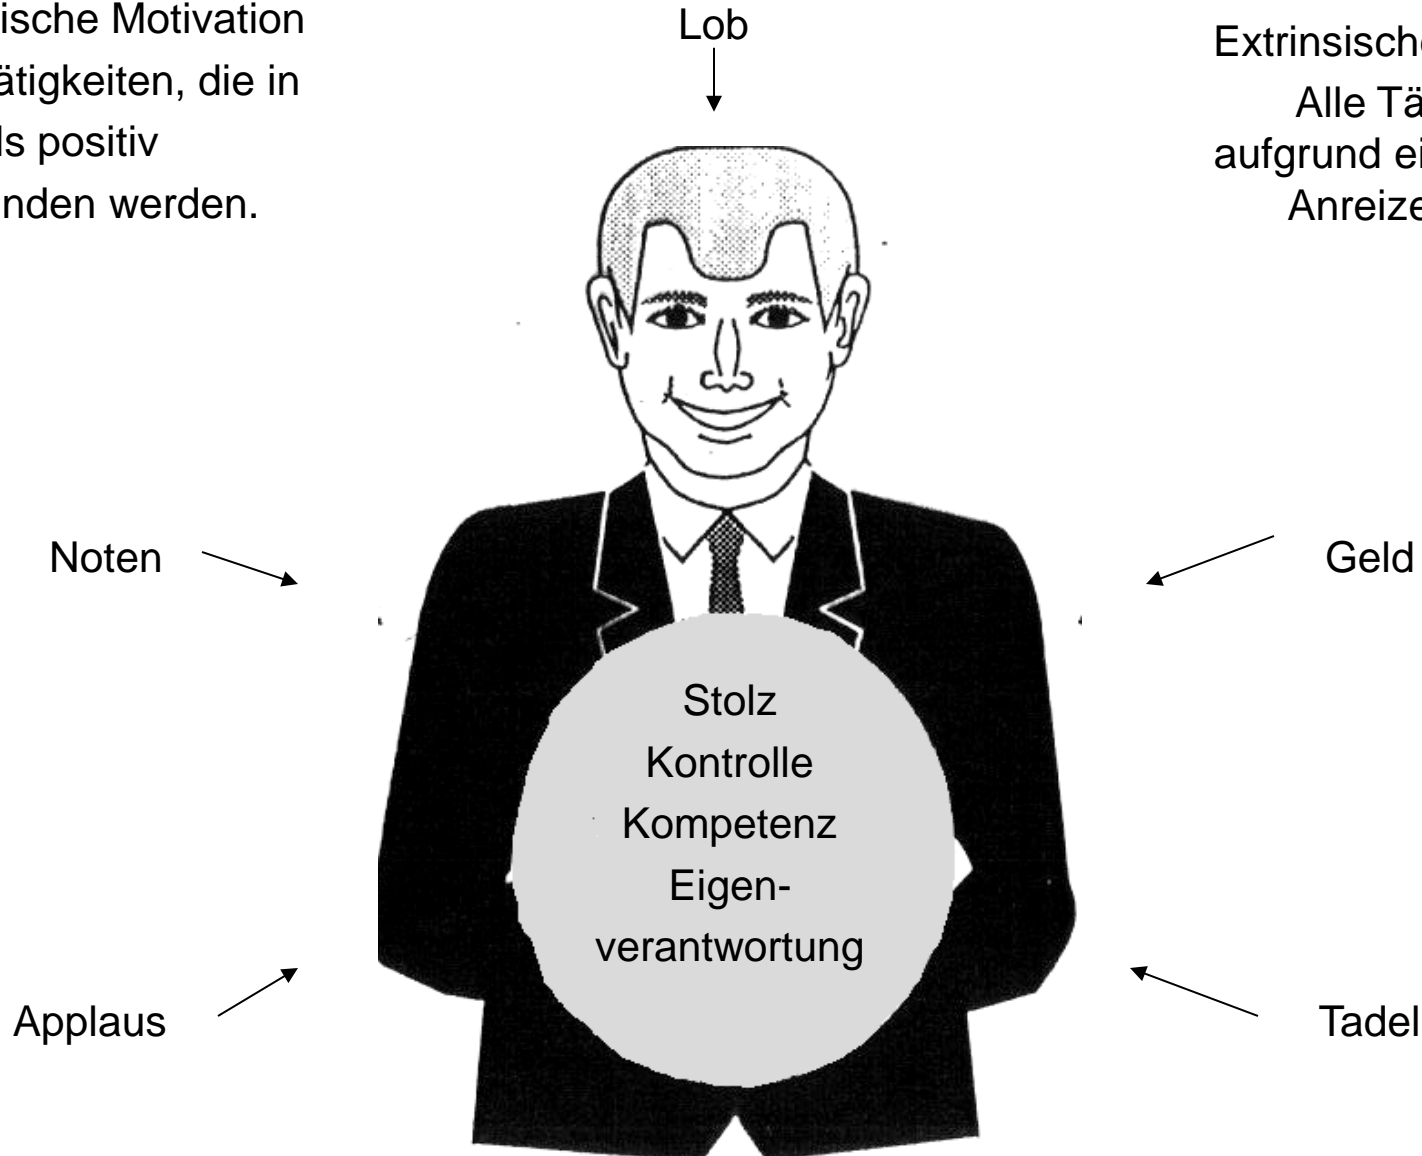 ische Motivation
ätigkeiten, die in
ls positiv
nden werden.
Lob
Extrinsische
Alle Tä
aufgrund ei
Anreize
Noten
Geld
Stolz
Kontrolle
Kompetenz
Eigen-
verantwortung
Applaus
Tadel